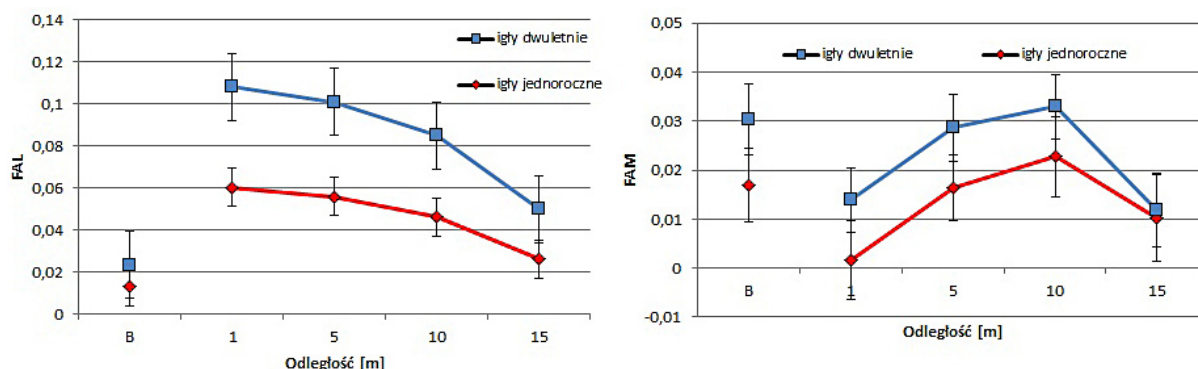 0,14
0,12
0,1
0,08
0,06
0,04
0,02
0
FAL
igły dwuletnie
igły jednoroczne
B 1 5 10 15
Odległość [m]
0,05
0,04
0,03
0,02
0,01
0
-0,01
FAM
igły dwuletnie igły jednoroczne
B 1 5 10 15
Odległość [m]